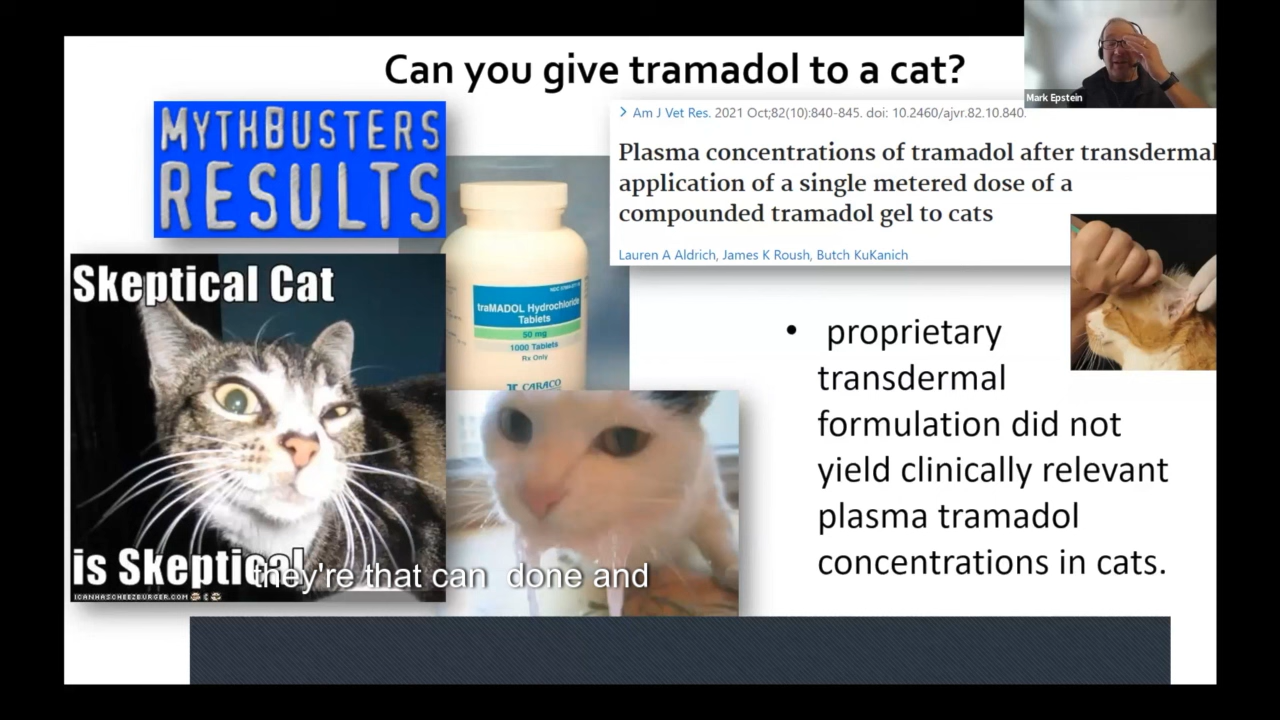 Can you give tramadol to a cat?
Mark Epstein
MYTHBUSTERS
RESULTS
> Am J Vet Res. 2021 Oct;82(10):840-845. doi: 10.2460/ajvr.82.10.840.
Plasma concentrations of tramadol after transdermal
application of a single metered dose of a
compounded tramadol gel to cats
Lauren A Aldrich, James K Roush, Butch KuKanich
Skeptical Cat
is Skeptical
ICANHASCHEEZBURGER.COM
traMADOL Hydrochloride
Tablets
50 mg
1000 Tablets
Rx Only
CARACO
• proprietary
transdermal
formulation did not
yield clinically relevant
plasma tramadol
concentrations in cats.
they're that can done and